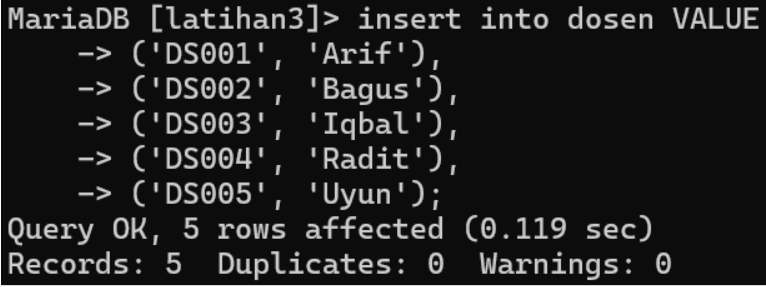 MariaDB [latihan3]> insert into dosen VALUE
    -> ('DS001', 'Arif'),
    -> ('DS002', 'Bagus'),
    -> ('DS003', 'Iqbal'),
    -> ('DS004', 'Radit'),
    -> ('DS005', 'Uyun');
Query OK, 5 rows affected (0.119 sec)
Records: 5  Duplicates: 0  Warnings: 0